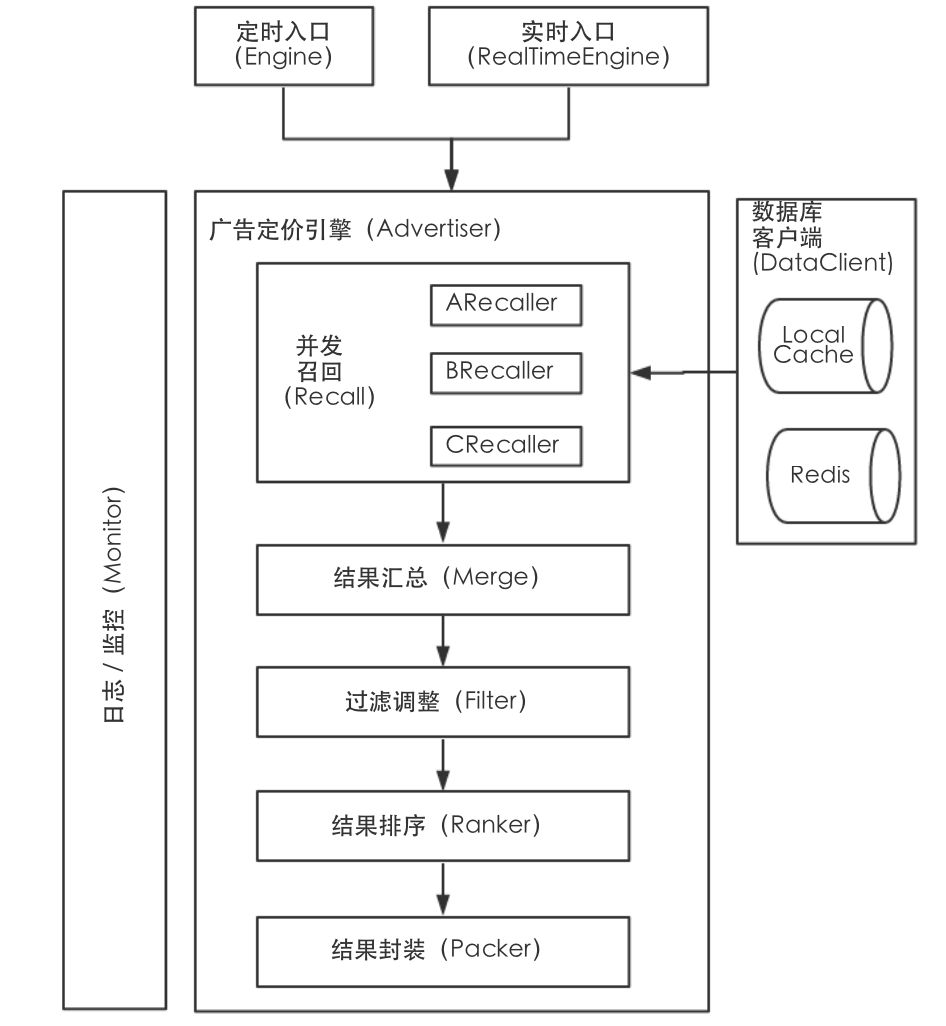 定时入口
(Engine)
实时入口
(RealTimeEngine)
广告定价引擎（Advertiser)
并发
召回
(Recall)
ARecaller
BRecaller
CRecaller
数据库
客户端
(DataClient)
Local
Cache
Redis
日志 / 监控（Monitor)
结果汇总（Merge)
过滤调整（Filter)
结果排序（Ranker)
结果封装（Packer)